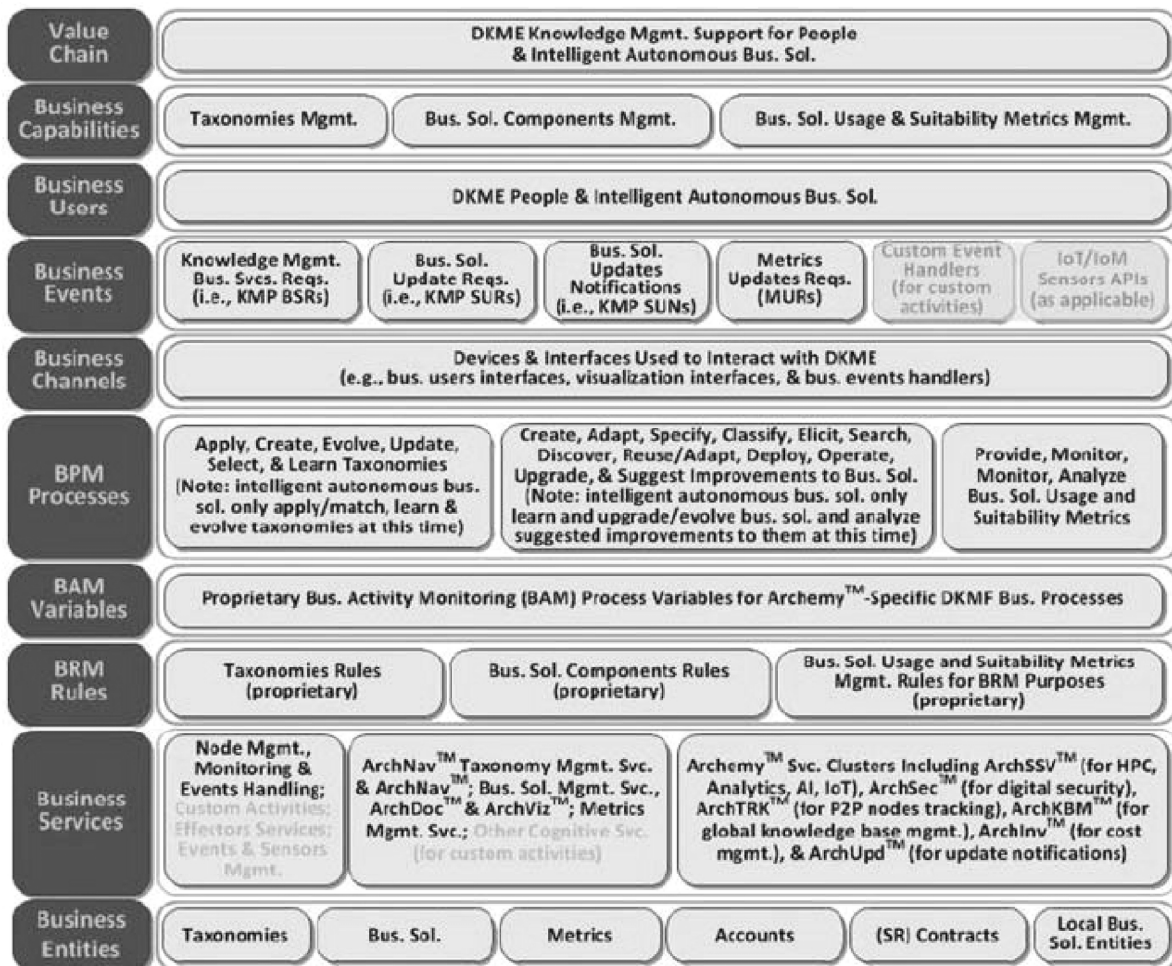 Value
Chain
DKME Knowledge Mgmt. Support for People
& Intelligent Autonomous Bus. Sol.
Business
Capabilities
Taxonomies Mgmt.
Bus. Sol. Components Mgmt.
Bus. Sol. Usage & Suitability Metrics Mgmt.
Business
Users
DKME People & Intelligent Autonomous Bus. Sol.
Business
Events
Knowledge Mgmt.
Bus. Svcs. Reqs.
(i.e., KMP BSRs)
Bus. Sol.
Update Reqs.
(i.e., KMP SURs)
Bus. Sol.
Updates
Notifications
(i.e., KMP SUNs)
Metrics
Updates Reqs.
(MURs)
Custom Event
Handlers
(for custom
activities)
IoT/IoM
Sensors APIs
(as applicable)
Business
Channels
Devices & Interfaces Used to Interact with DKME
(e.g., bus. users interfaces, visualization interfaces, & bus. events handlers)
BPM
Processes
Apply, Create, Evolve, Update,
Select, & Learn Taxonomies
(Note: intelligent autonomous bus.
sol. only apply/match, learn &
evolve taxonomies at this time)
Create, Adapt, Specify, Classify, Elicit, Search,
Discover, Reuse/Adapt, Deploy, Operate,
Upgrade, & Suggest Improvements to Bus. Sol.
(Note: intelligent autonomous bus. sol. only
learn and upgrade/evolve bus. sol. and analyze
suggested improvements to them at this time)
Provide, Monitor,
Monitor, Analyze
Bus. Sol. Usage and
Suitability Metrics
BAM
Variables
Proprietary Bus. Activity Monitoring (BAM) Process Variables for Archemy™-Specific DKMF Bus. Processes
BRM
Rules
Taxonomies Rules
(proprietary)
Bus. Sol. Components Rules
(proprietary)
Bus. Sol. Usage and Suitability Metrics
Mgmt. Rules for BRM Purposes
(proprietary)
Business
Services
Node Mgmt.,
Monitoring &
Events Handling;
Custom Activities;
Effectors Services;
Events & Sensors
Mgmt.
ArchNav™ Taxonomy Mgmt. Svc.
& ArchNav™; Bus. Sol. Mgmt. Svc.,
ArchDoc™ & ArchViz™; Metrics
Mgmt. Svc.; Other Cognitive Svc.
(for custom activities)
Archemy™ Svc. Clusters Including ArchSSV™ (for HPC,
Analytics, AI, IoT), ArchSec™ (for digital security),
ArchTRK™ (for P2P nodes tracking), ArchKBM™ (for
global knowledge base mgmt.), ArchInv™ (for cost
mgmt.), & ArchUpd™ (for update notifications)
Business
Entities
Taxonomies
Bus. Sol.
Metrics
Accounts
(SR) Contracts
Local Bus.
Sol. Entities